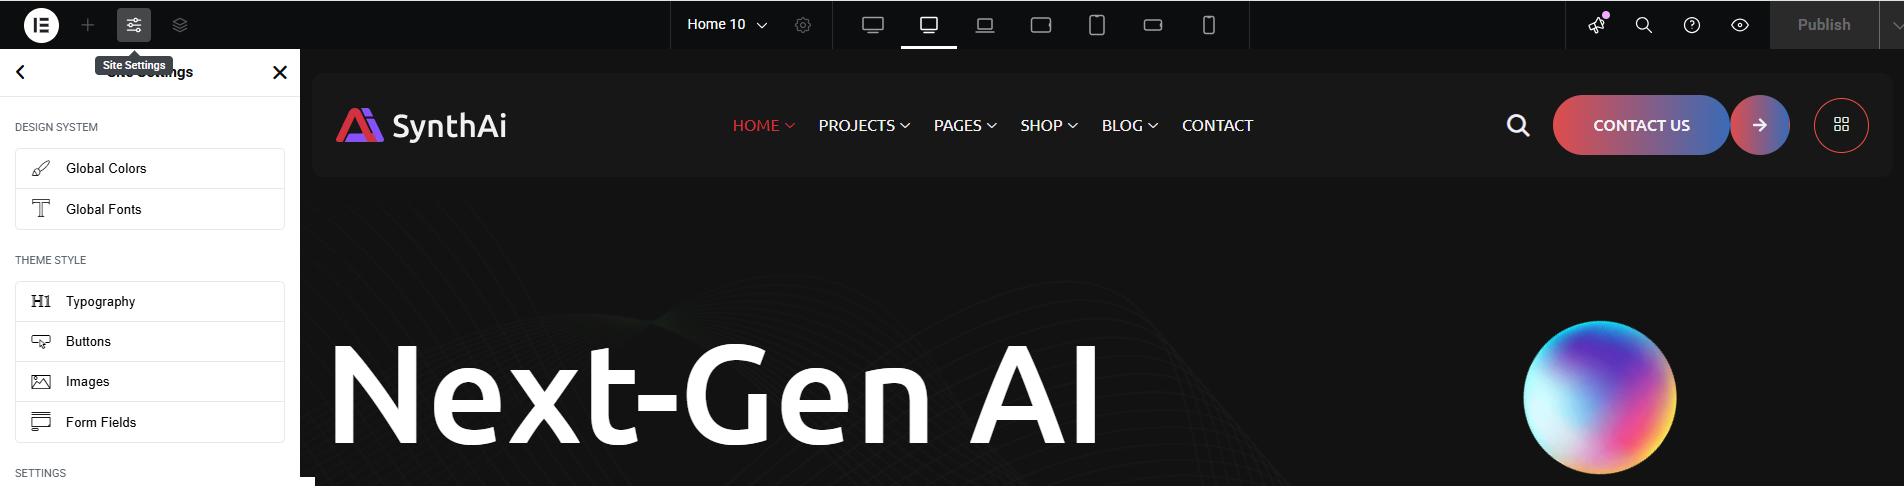 Home 10
Publish
Site Settings
Site Settings
DESIGN SYSTEM
Global Colors
Global Fonts
THEME STYLE
H1 Typography
Buttons
Images
Form Fields
SETTINGS
SynthAi
HOME PROJECTS PAGES SHOP BLOG CONTACT
CONTACT US
Next-Gen AI